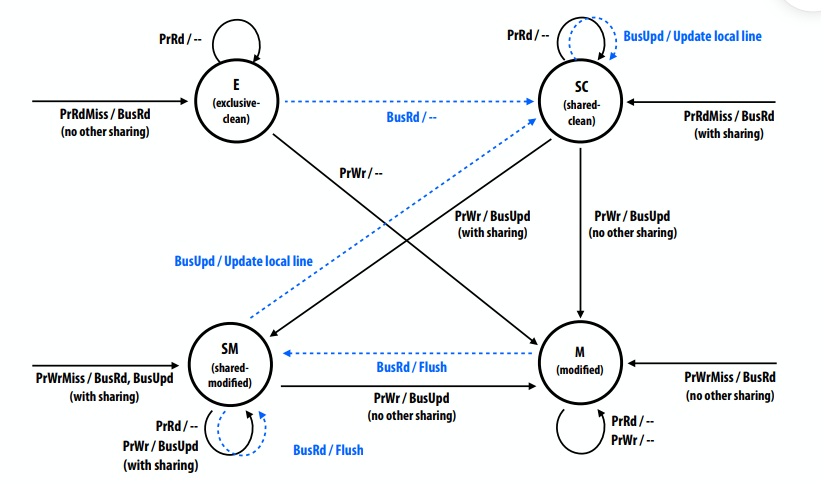 PrRd / --
E
(exclusive-
clean)
PrRdMiss / BusRd
(no other sharing)
PrRd / --
BusUpd / Update local line
SC
(shared-
clean)
PrRdMiss / BusRd
(with sharing)
BusRd / --
PrWr / --
PrWr / BusUpd
(with sharing)
PrWr / BusUpd
(no other sharing)
BusUpd / Update local line
SM
(shared-
modified)
PrWrMiss / BusRd, BusUpd
(with sharing)
BusRd / Flush
PrWr / BusUpd
(no other sharing)
M
(modified)
PrWrMiss / BusRd
(no other sharing)
PrRd / --
PrWr / BusUpd
(with sharing)
BusRd / Flush
PrRd / --
PrWr / --